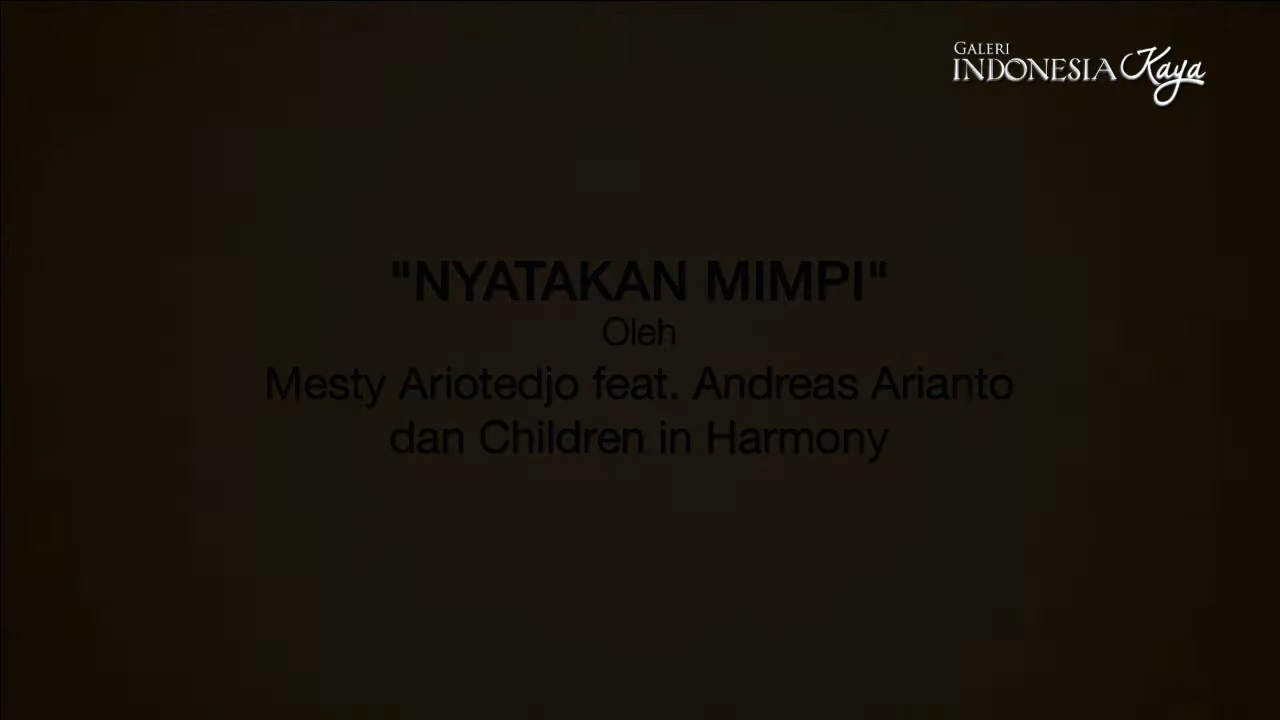 GALERI
INDONESIA Kaya
"NYATAKAN MIMPI"
Oleh
Mesty Ariotedjo feat. Andreas Arianto
dan Children in Harmony